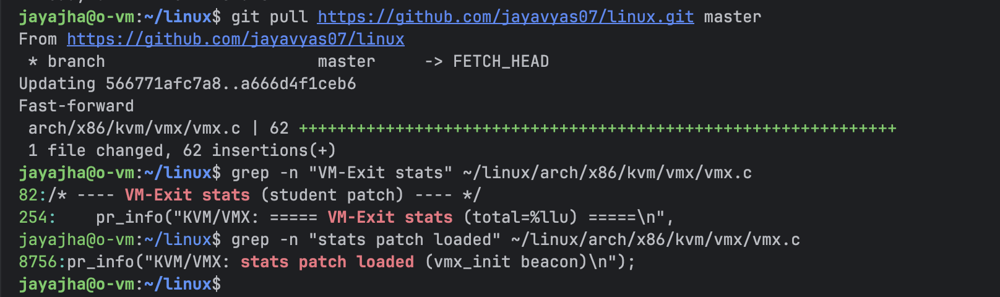 jayajha@o-vm:~/linux$ git pull https://github.com/jayavyas07/linux.git master
From https://github.com/jayavyas07/linux
 * branch                      master     -> FETCH_HEAD
Updating 566771afc7a8..a666d4f1ceb6
Fast-forward
 arch/x86/kvm/vmx/vmx.c | 62 ++++++++++++++++++++++++++++++++++++++++++++++++++++++++++++++
 1 file changed, 62 insertions(+)
jayajha@o-vm:~/linux$ grep -n "VM-Exit stats" ~/linux/arch/x86/kvm/vmx/vmx.c
82:/* ---- VM-Exit stats (student patch) ---- */
254:    pr_info("KVM/VMX: ===== VM-Exit stats (total=%llu) =====\n",
jayajha@o-vm:~/linux$ grep -n "stats patch loaded" ~/linux/arch/x86/kvm/vmx/vmx.c
8756:pr_info("KVM/VMX: stats patch loaded (vmx_init beacon)\n");
jayajha@o-vm:~/linux$